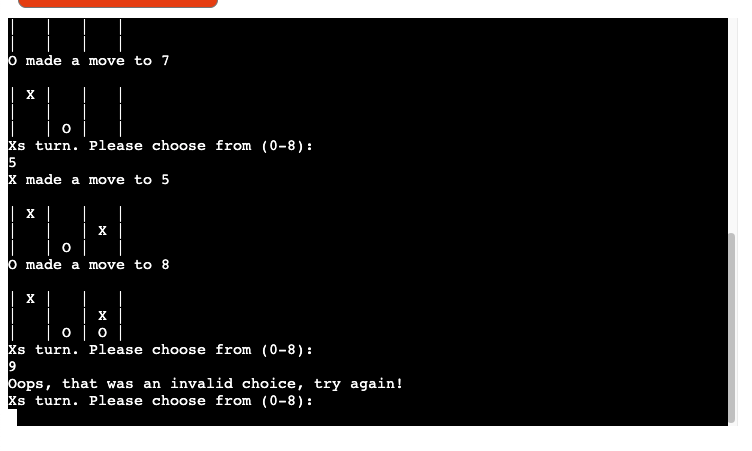 |   |   |   |
|   |   |   |
O made a move to 7

| X |   |   |
|   |   |   |
|   | O |   |
Xs turn. Please choose from (0-8):
5
X made a move to 5

| X |   |   |
|   |   | X |
|   | O |   |
O made a move to 8

| X |   |   |
|   |   | X |
|   | O | O |
Xs turn. Please choose from (0-8):
9
Oops, that was an invalid choice, try again!
Xs turn. Please choose from (0-8):